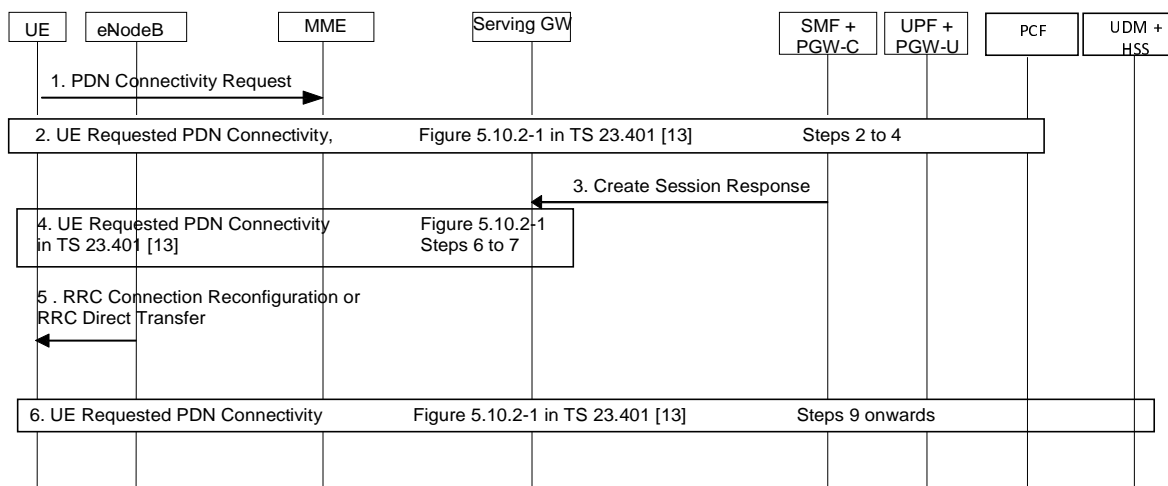 UE
eNodeB
MME
Serving GW
SMF +
PGW-C
UPF +
PGW-U
PCF
UDM +
HSS
1. PDN Connectivity Request
2. UE Requested PDN Connectivity, Figure 5.10.2-1 in TS 23.401 [13] Steps 2 to 4
3. Create Session Response
4. UE Requested PDN Connectivity Figure 5.10.2-1
in TS 23.401 [13] Steps 6 to 7
5 . RRC Connection Reconfiguration or
RRC Direct Transfer
6. UE Requested PDN Connectivity Figure 5.10.2-1 in TS 23.401 [13] Steps 9 onwards